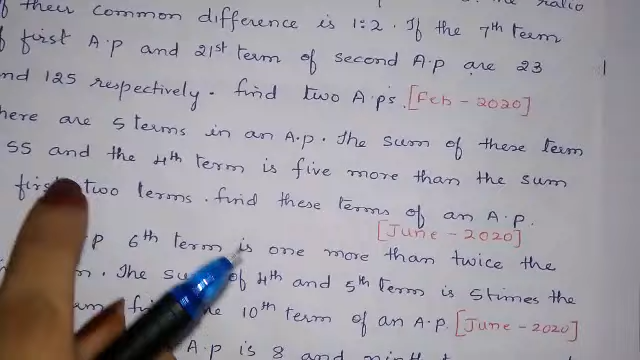 The ratio
of their common difference is 1:2. If the 7th term
of first A.p and 21st term of second A.p are 23
and 125 respectively. find two A.p's. [Feb - 2020]
here are 5 terms in an A.p. The sum of these term
55 and the 4th term is five more than the sum
first two terms. find these terms of an A.p.
[June - 2020]
p 6th term is one more than twice the
The su of 4th and 5th term is 5times the
10th term of an A.p. [June - 2020]
A.p is 8 and